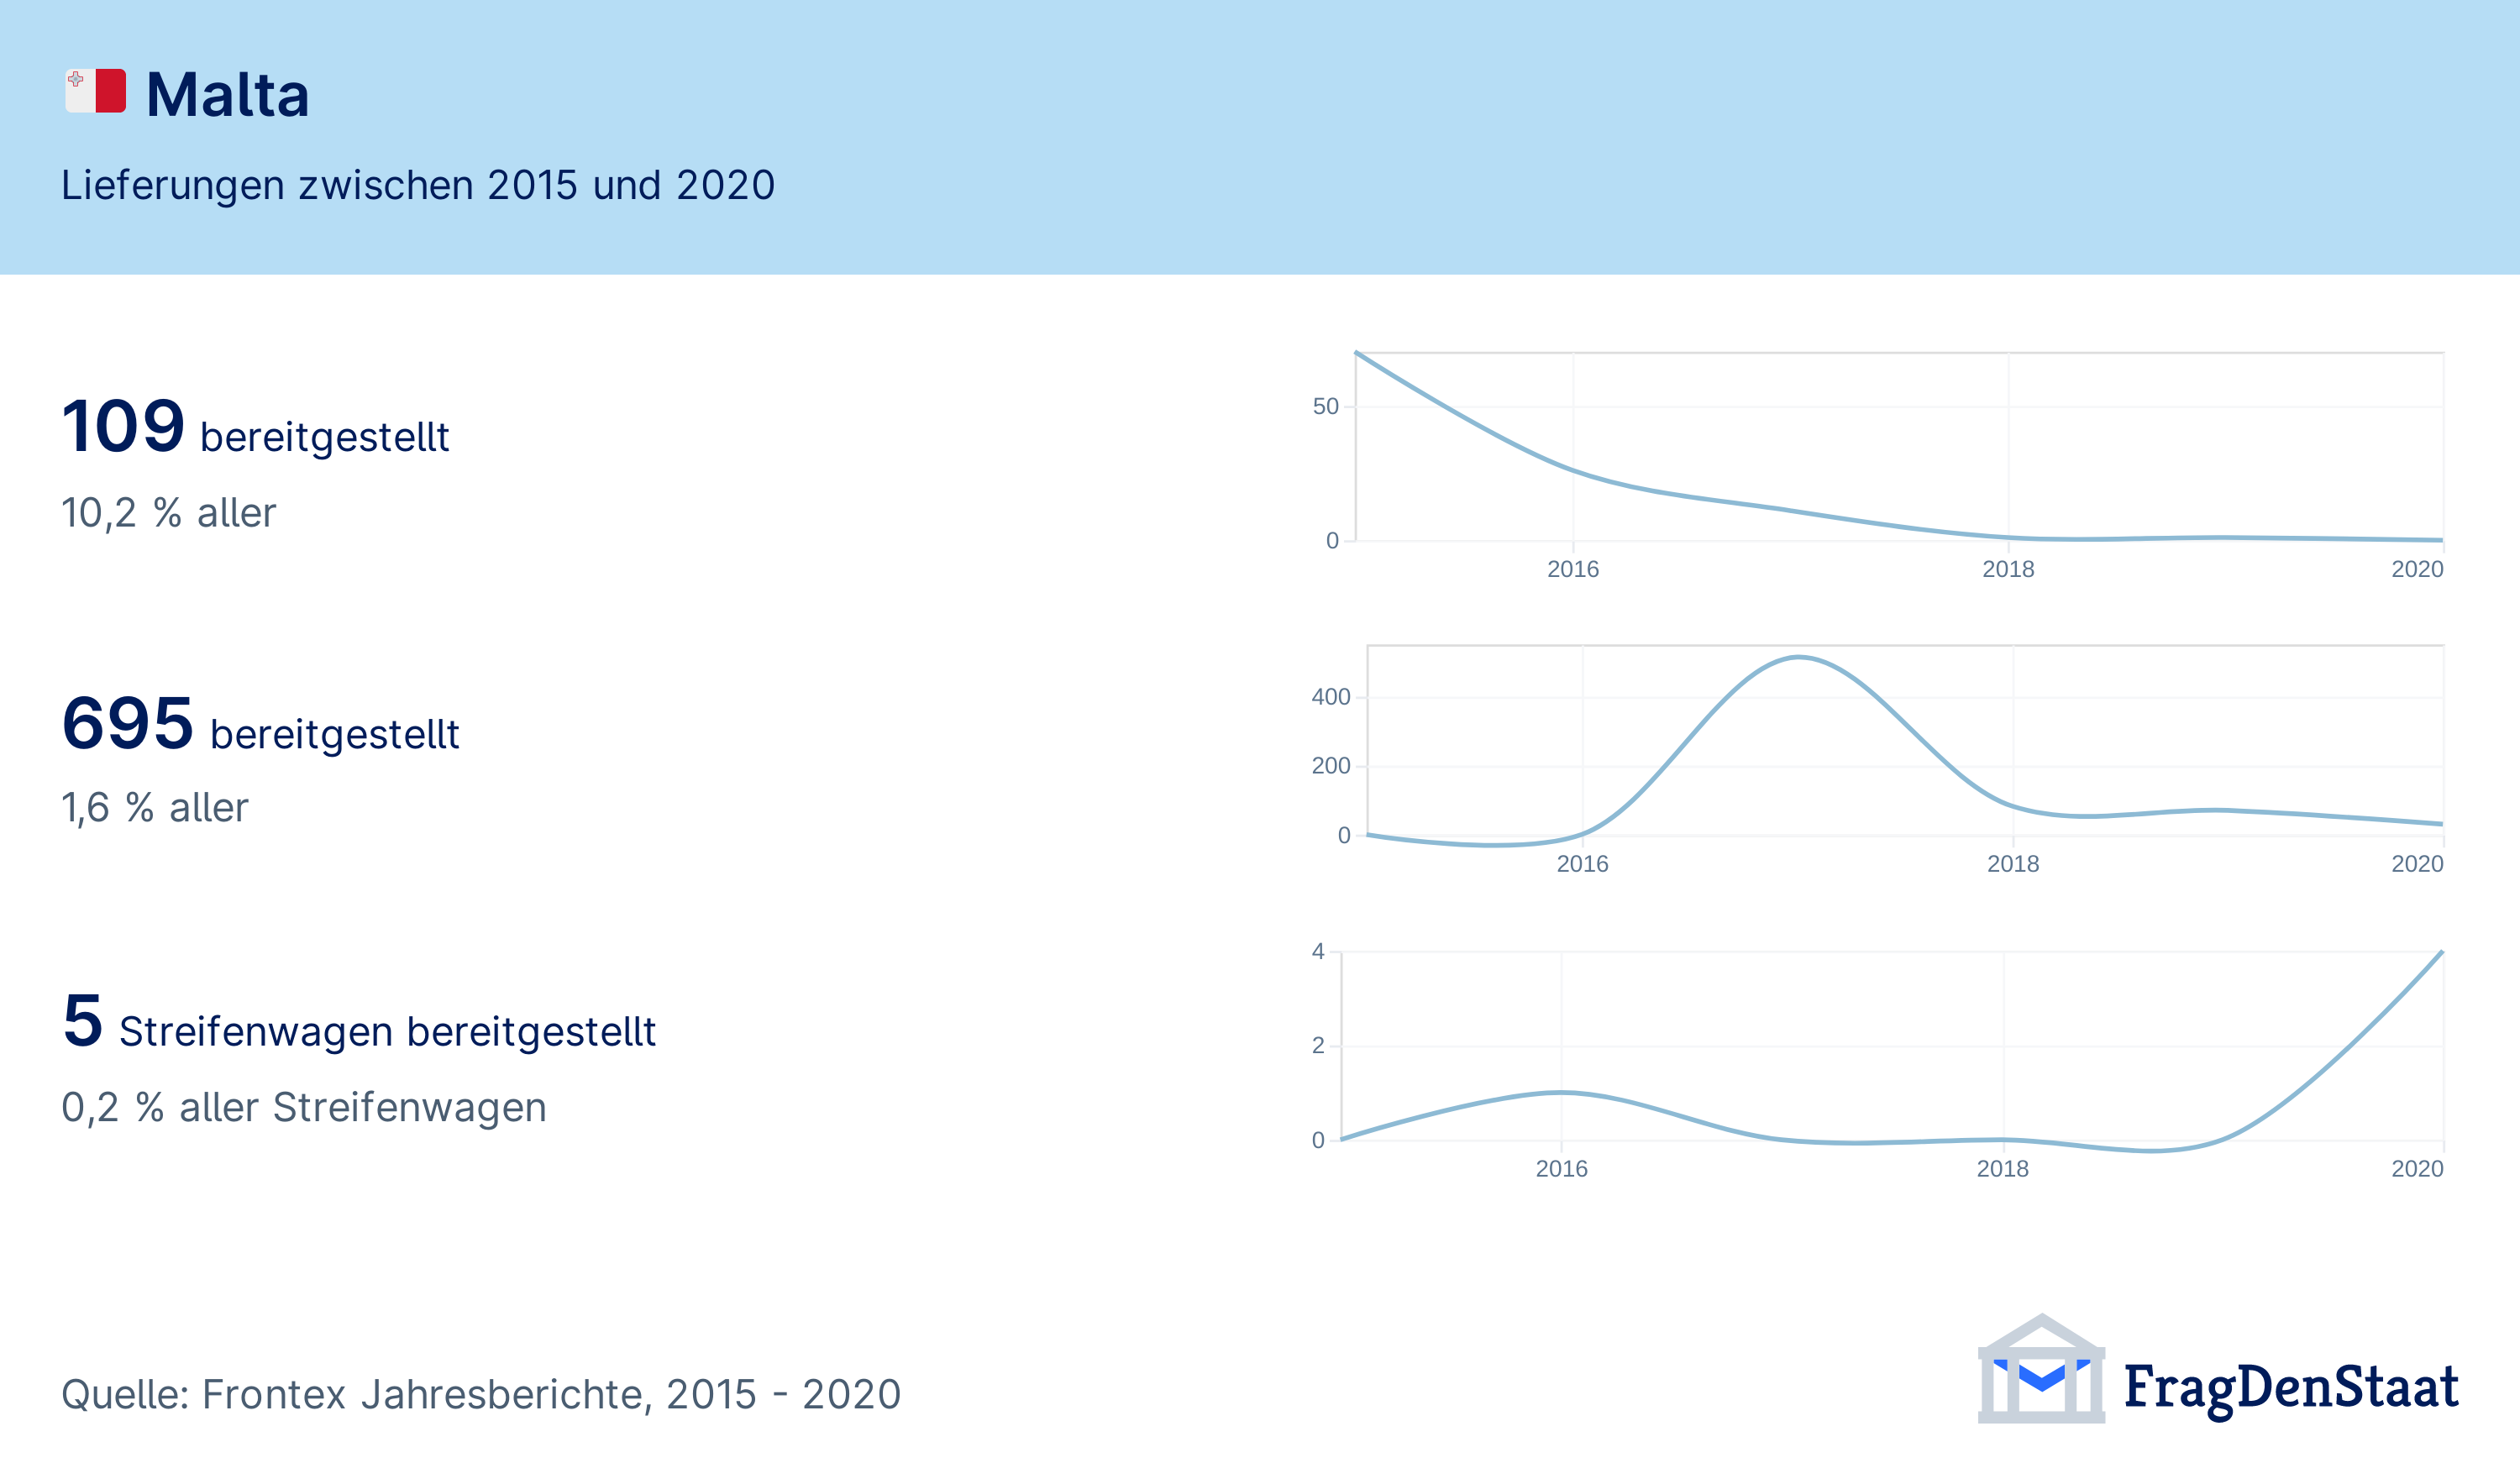 Malta
Lieferungen zwischen 2015 und 2020
109 bereitgestellt
10,2 % aller
50
0
2016 2018 2020
695 bereitgestellt
1,6 % aller
400
200
0
2016 2018 2020
5 Streifenwagen bereitgestellt
0,2 % aller Streifenwagen
4
2
0
2016 2018 2020
Quelle: Frontex Jahresberichte, 2015 - 2020
FragDenStaat